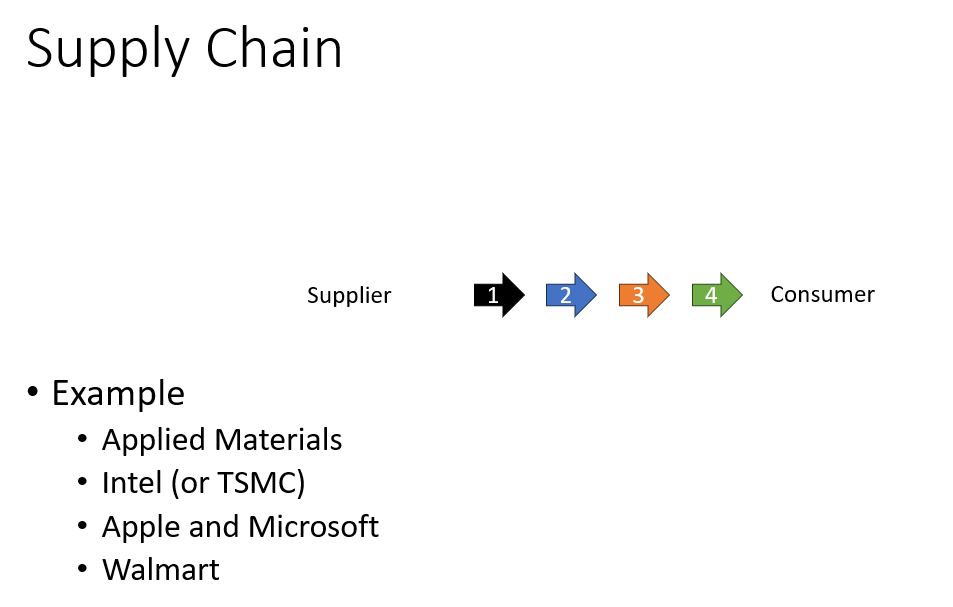 Supply Chain
Supplier 1 2 3 4 Consumer
• Example
• Applied Materials
• Intel (or TSMC)
• Apple and Microsoft
• Walmart